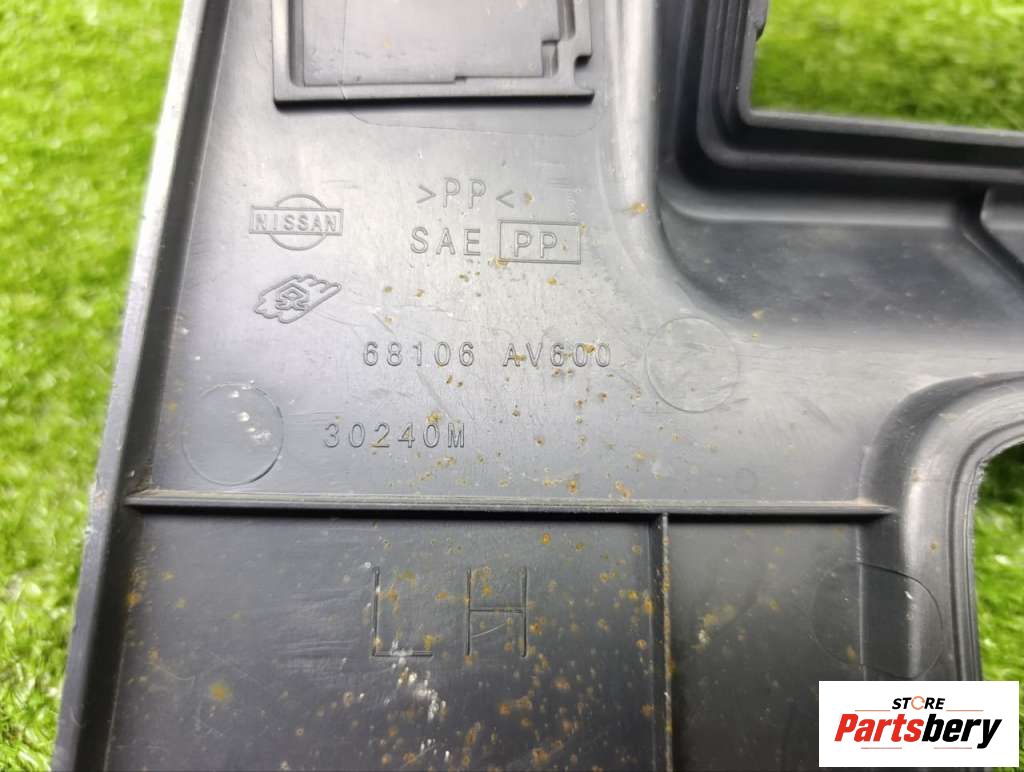 NISSAN
>PP<
SAE PP
68106 AV600
30240M
LH
STORE
Partsbery